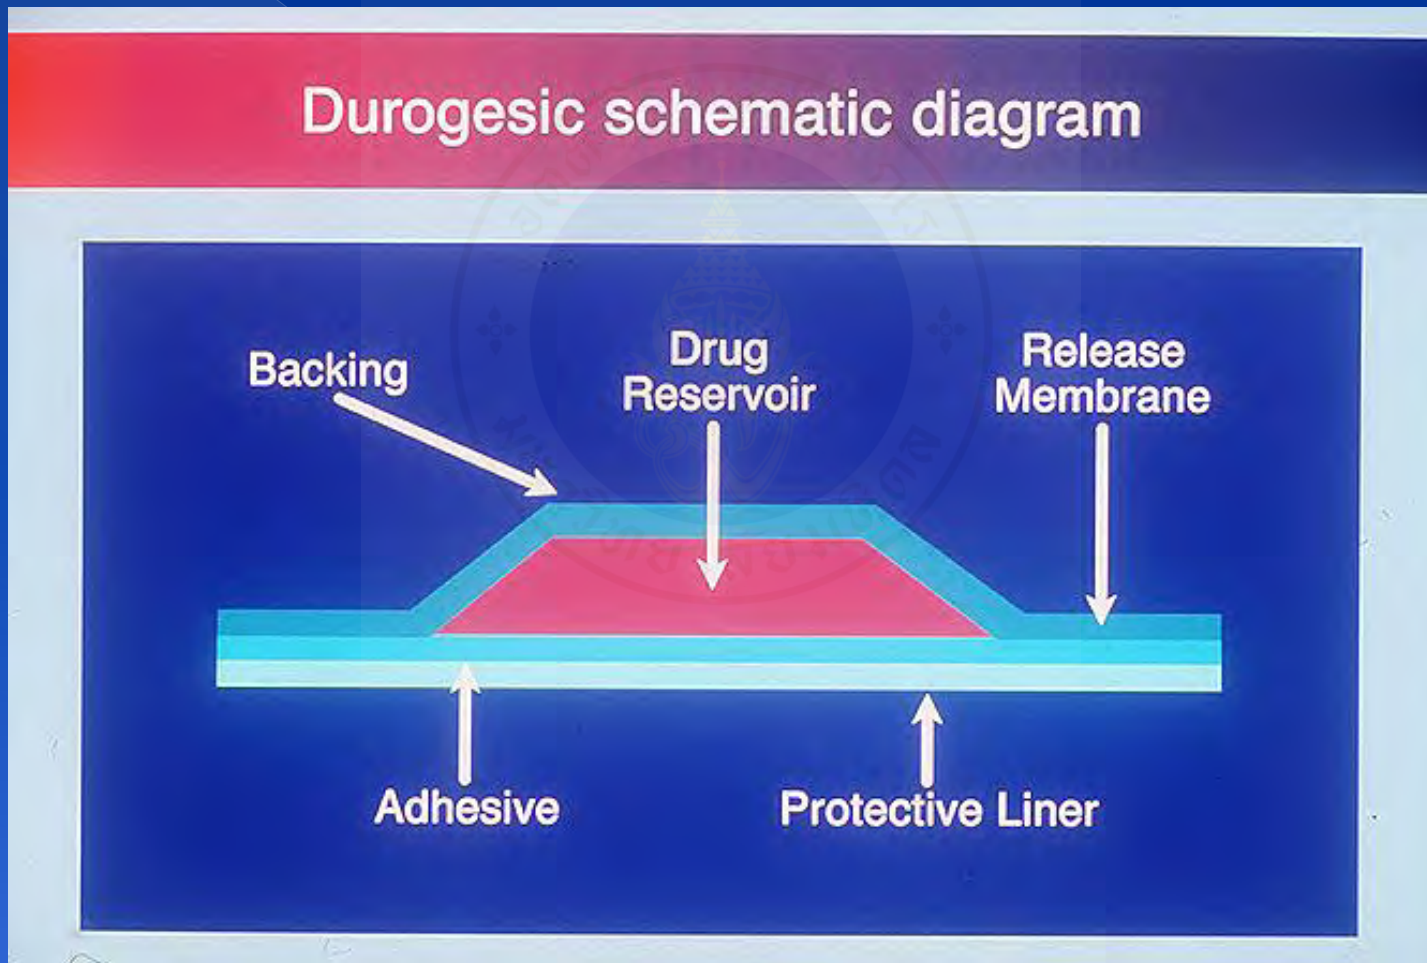 Durogesic schematic diagram
Backing
Drug
Reservoir
Release
Membrane
Adhesive
Protective Liner